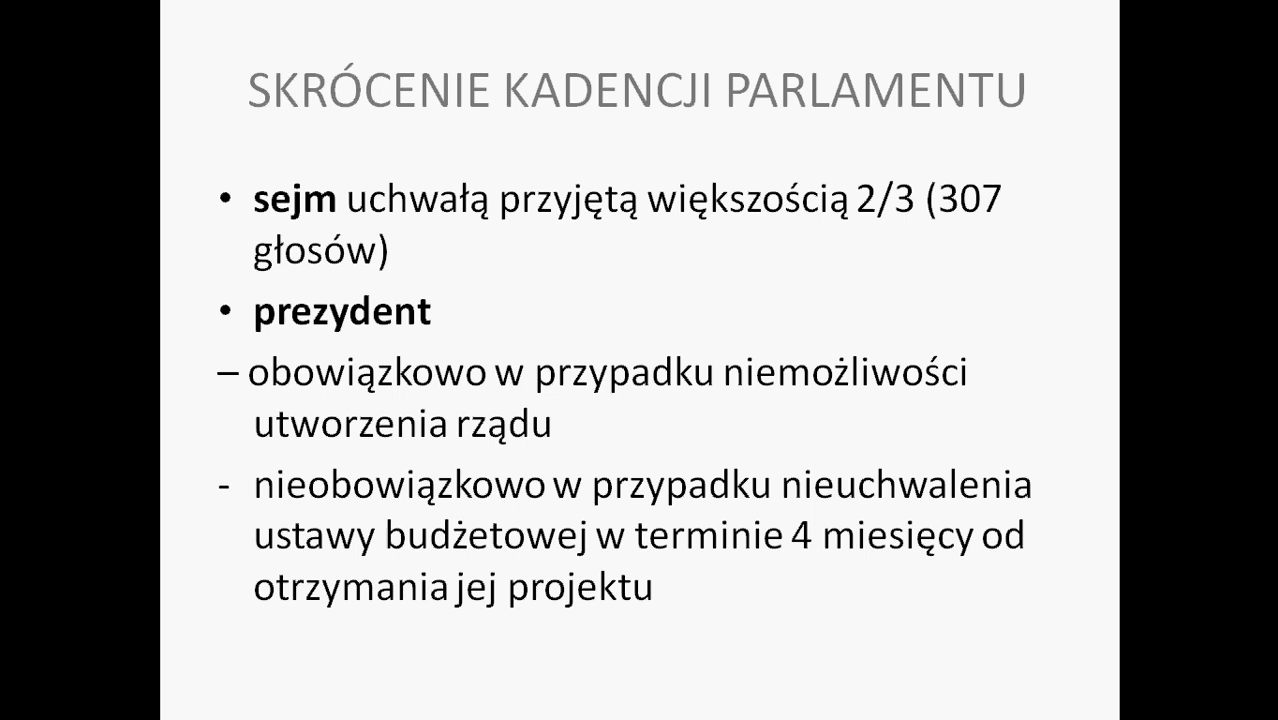 SKRÓCENIE KADENCJI PARLAMENTU
• sejm uchwałą przyjętą większością 2/3 (307
głosów)
• prezydent
– obowiązkowo w przypadku niemożliwości
utworzenia rządu
- nieobowiązkowo w przypadku nieuchwalenia
ustawy budżetowej w terminie 4 miesięcy od
otrzymania jej projektu